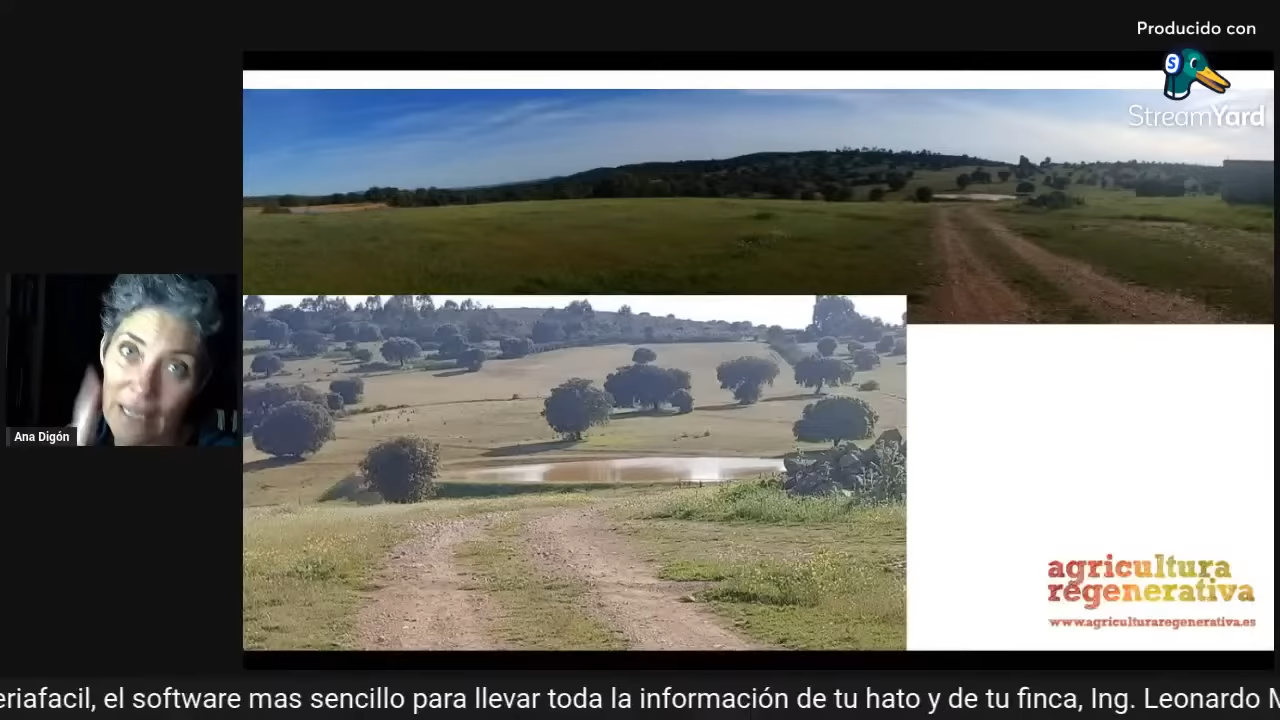 Producido con
StreamYard
Ana Digón
agricultura
regenerativa
www.agriculturaregenerativa.es
eriafacil, el software mas sencillo para llevar toda la información de tu hato y de tu finca, Ing. Leonardo M